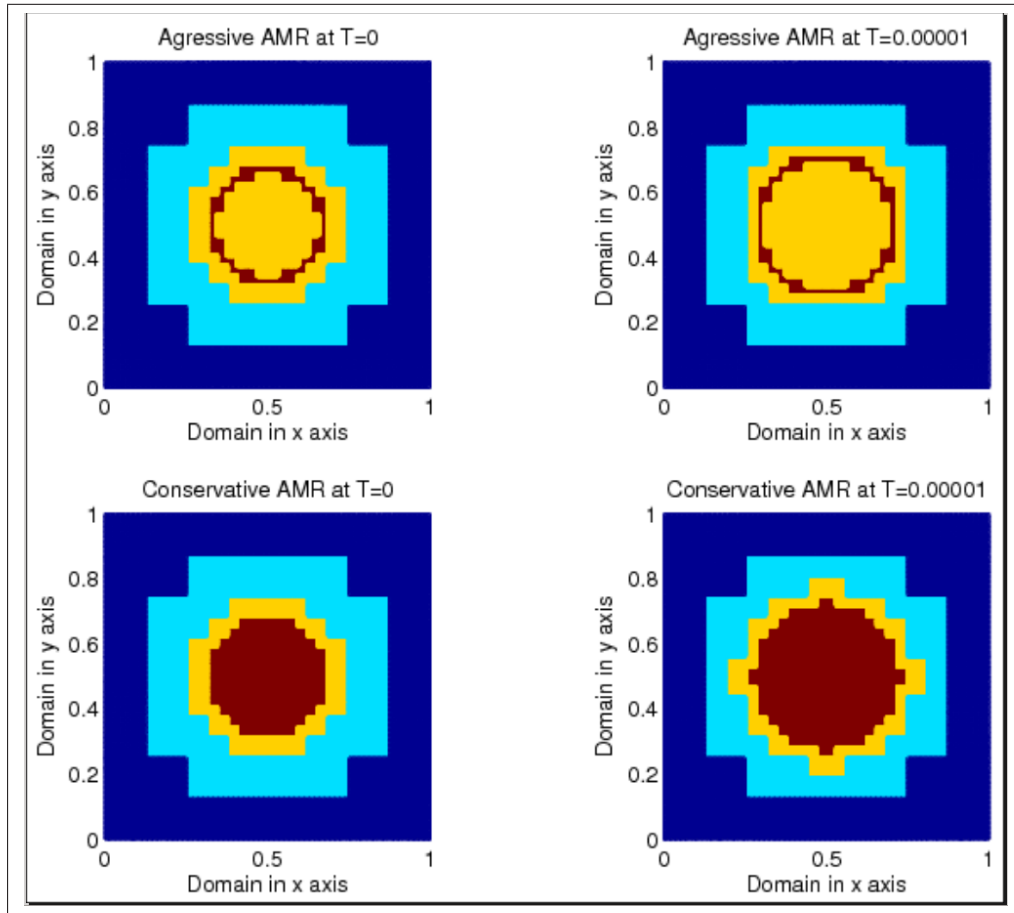 Agressive AMR at T=0
1
0.8
0.6
0.4
0.2
0
Domain in y axis
0 0.5 1
Domain in x axis
Agressive AMR at T=0.00001
1
0.8
0.6
0.4
0.2
0
Domain in y axis
0 0.5 1
Domain in x axis
Conservative AMR at T=0
1
0.8
0.6
0.4
0.2
0
Domain in y axis
0 0.5 1
Domain in x axis
Conservative AMR at T=0.00001
1
0.8
0.6
0.4
0.2
0
Domain in y axis
0 0.5 1
Domain in x axis